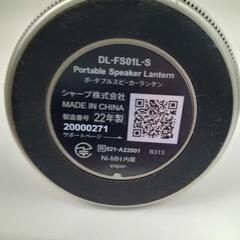 DL-FS01L-S
Portable Speaker Lantern
ポータブルスピーカーランタン
シャープ株式会社
MADE IN CHINA
製造番号 22年製
20000271
サポートページ
R 021-A22001 B313
Ni-MH 内蔵
-paper-